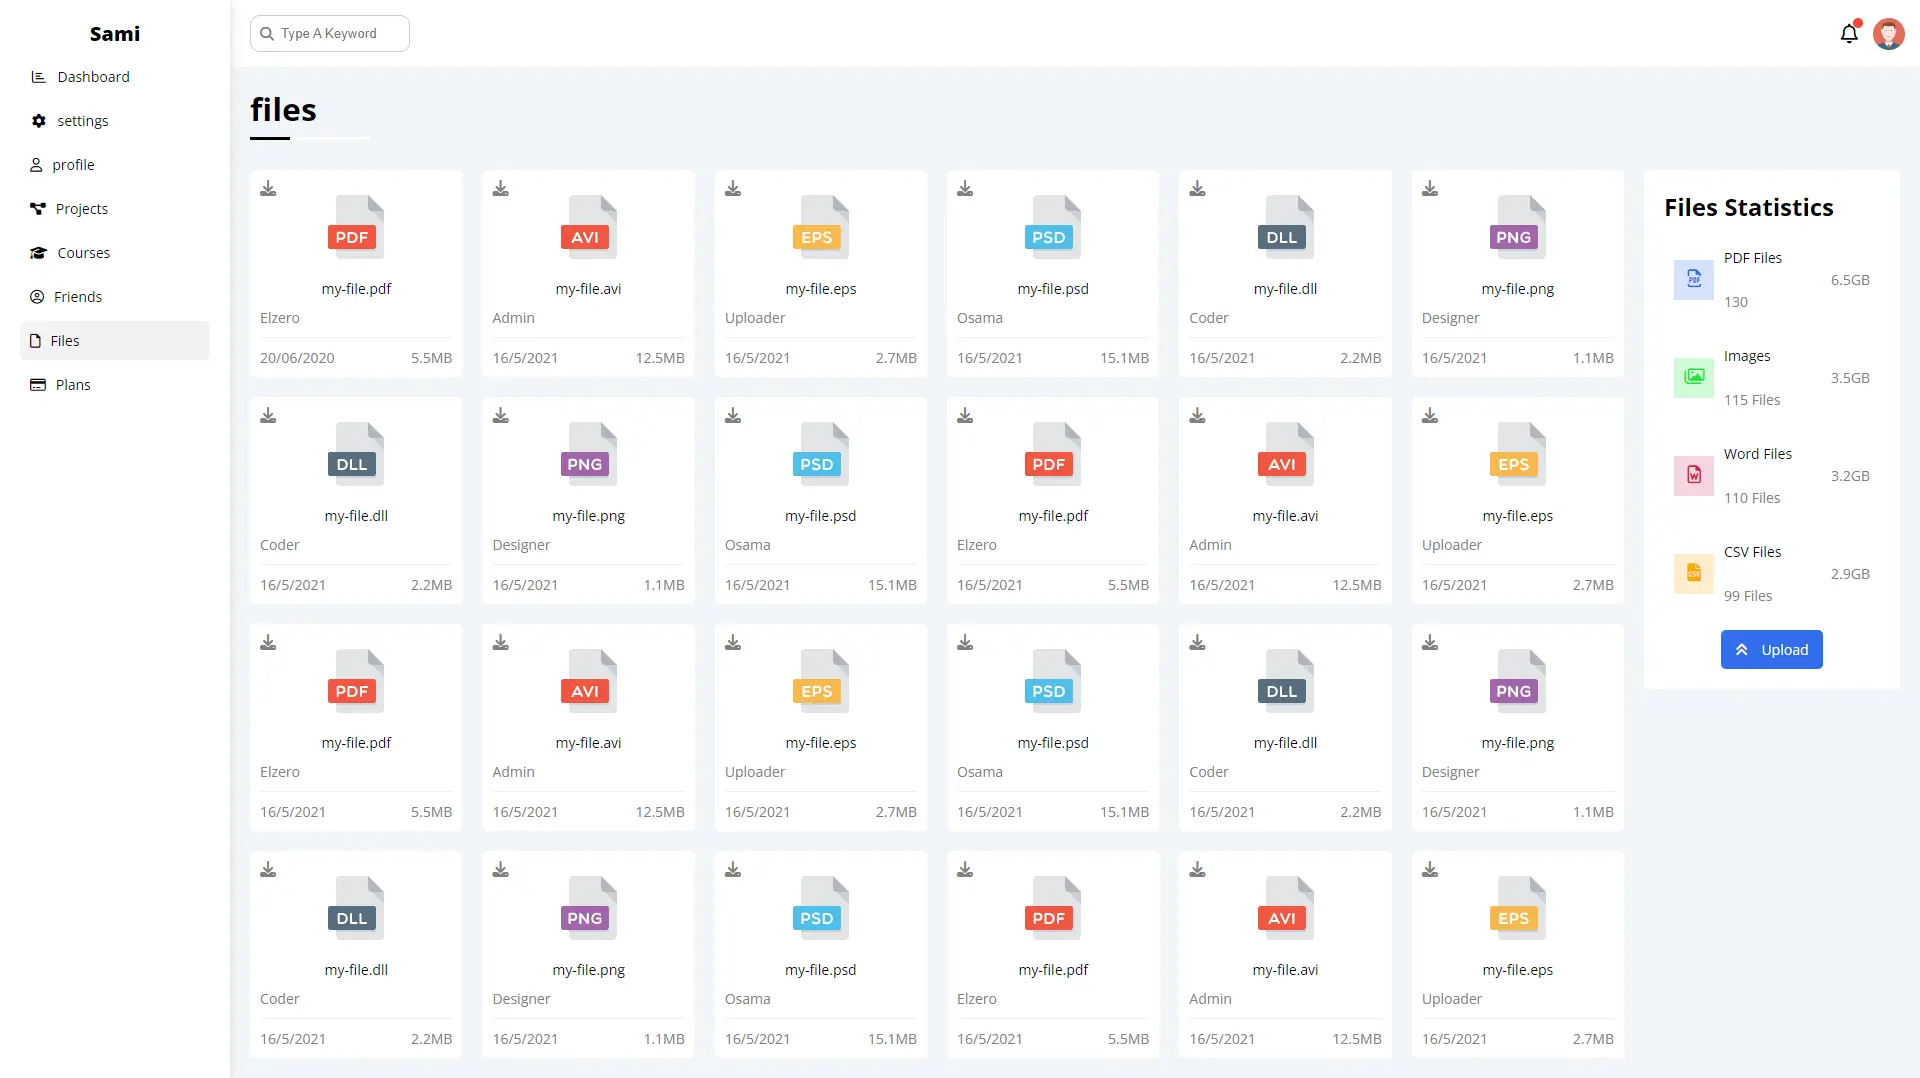 Sami
Type A Keyword
Dashboard
settings
profile
Projects
Courses
Friends
Files
Plans
files
PDF
my-file.pdf
Elzero
20/06/2020 5.5MB
AVI
my-file.avi
Admin
16/5/2021 12.5MB
EPS
my-file.eps
Uploader
16/5/2021 2.7MB
PSD
my-file.psd
Osama
16/5/2021 15.1MB
DLL
my-file.dll
Coder
16/5/2021 2.2MB
PNG
my-file.png
Designer
16/5/2021 1.1MB
DLL
my-file.dll
Coder
16/5/2021 2.2MB
PNG
my-file.png
Designer
16/5/2021 1.1MB
PSD
my-file.psd
Osama
16/5/2021 15.1MB
PDF
my-file.pdf
Elzero
16/5/2021 5.5MB
AVI
my-file.avi
Admin
16/5/2021 12.5MB
EPS
my-file.eps
Uploader
16/5/2021 2.7MB
PDF
my-file.pdf
Elzero
16/5/2021 5.5MB
AVI
my-file.avi
Admin
16/5/2021 12.5MB
EPS
my-file.eps
Uploader
16/5/2021 2.7MB
PSD
my-file.psd
Osama
16/5/2021 15.1MB
DLL
my-file.dll
Coder
16/5/2021 2.2MB
PNG
my-file.png
Designer
16/5/2021 1.1MB
DLL
my-file.dll
Coder
16/5/2021 2.2MB
PNG
my-file.png
Designer
16/5/2021 1.1MB
PSD
my-file.psd
Osama
16/5/2021 15.1MB
PDF
my-file.pdf
Elzero
16/5/2021 5.5MB
AVI
my-file.avi
Admin
16/5/2021 12.5MB
EPS
my-file.eps
Uploader
16/5/2021 2.7MB
Files Statistics
PDF
PDF Files
130
6.5GB
Images
115 Files
3.5GB
W
Word Files
110 Files
3.2GB
CSV
CSV Files
99 Files
2.9GB
Upload